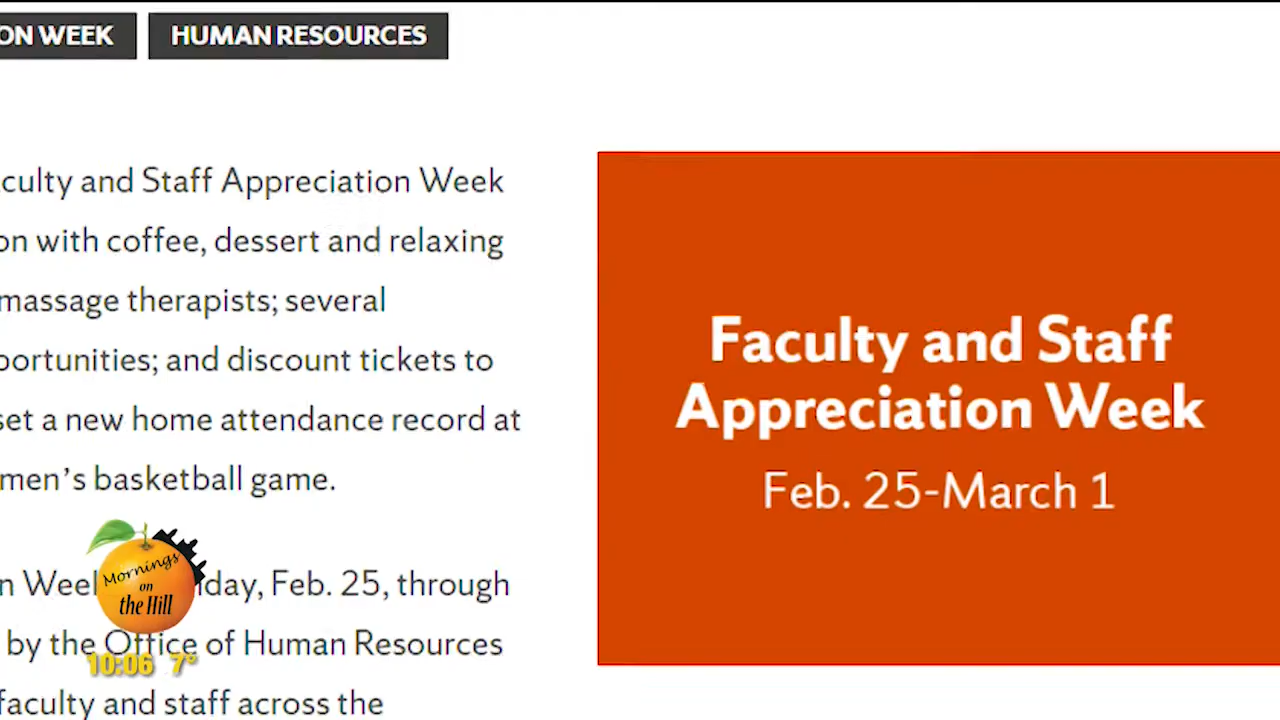 ON WEEK
HUMAN RESOURCES
culty and Staff Appreciation Week
on with coffee, dessert and relaxing
massage therapists; several
portunities; and discount tickets to
set a new home attendance record at
men's basketball game.
n Week day, Feb. 25, through
by the Office of Human Resources
faculty and staff across the
Faculty and Staff
Appreciation Week
Feb. 25-March 1
Mornings
on
the Hill
10:06 7°